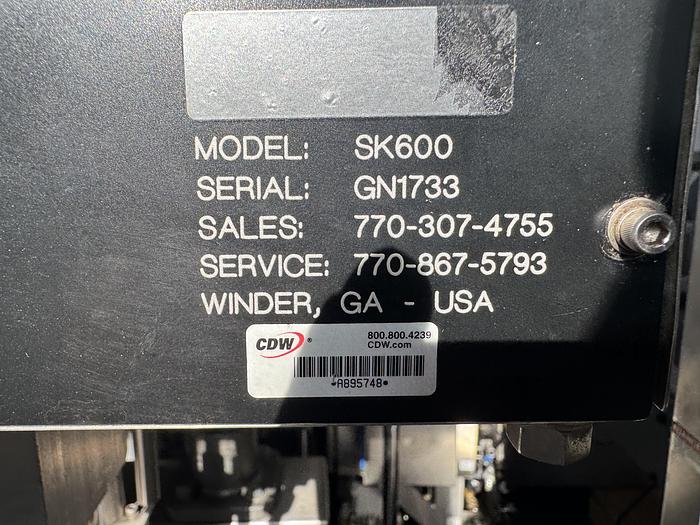 MODEL: SK600
SERIAL: GN1733
SALES: 770-307-4755
SERVICE: 770-867-5793
WINDER, GA - USA
CDW® 800.800.4239
CDW.com
*A895748*